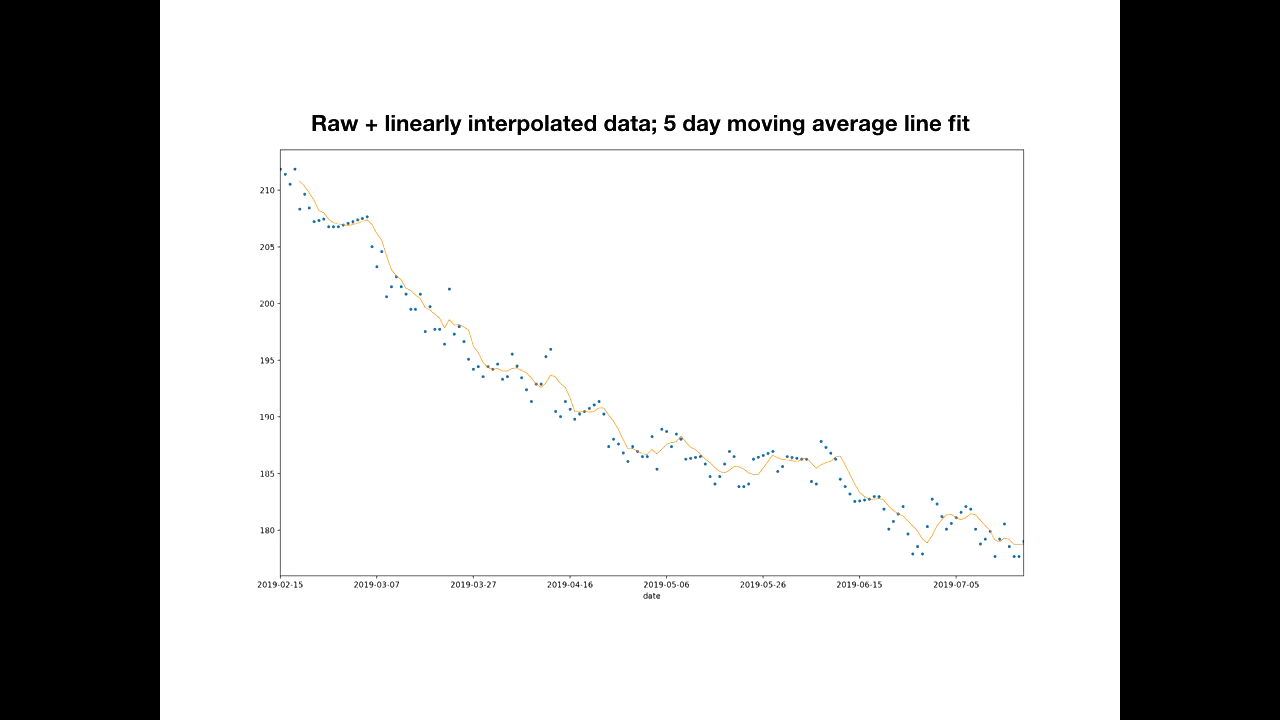 Raw + linearly interpolated data; 5 day moving average line fit
210
205
200
195
190
185
180
2019-02-15 2019-03-07 2019-03-27 2019-04-16 2019-05-06 2019-05-26 2019-06-15 2019-07-05
date